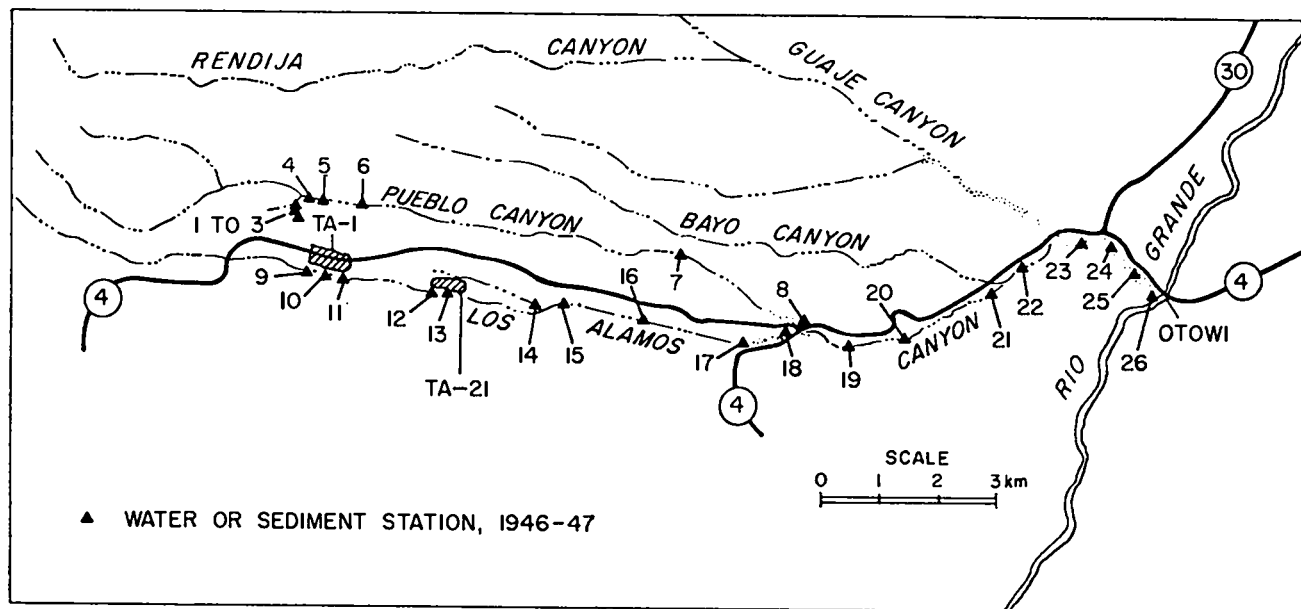 RENDIJA CANYON
GUAJE CANYON
30
4 5 6
1 TO 3
TA-1
PUEBLO CANYON
BAYO CANYON
GRANDE
9
10
11
7
16
8
20
22
23
24
25
4
12
13
LOS ALAMOS CANYON
14
15
17
18
19
21
26
OTOWI
4
TA-21
4
RIO
SCALE
0 1 2 3 km
▲ WATER OR SEDIMENT STATION, 1946-47